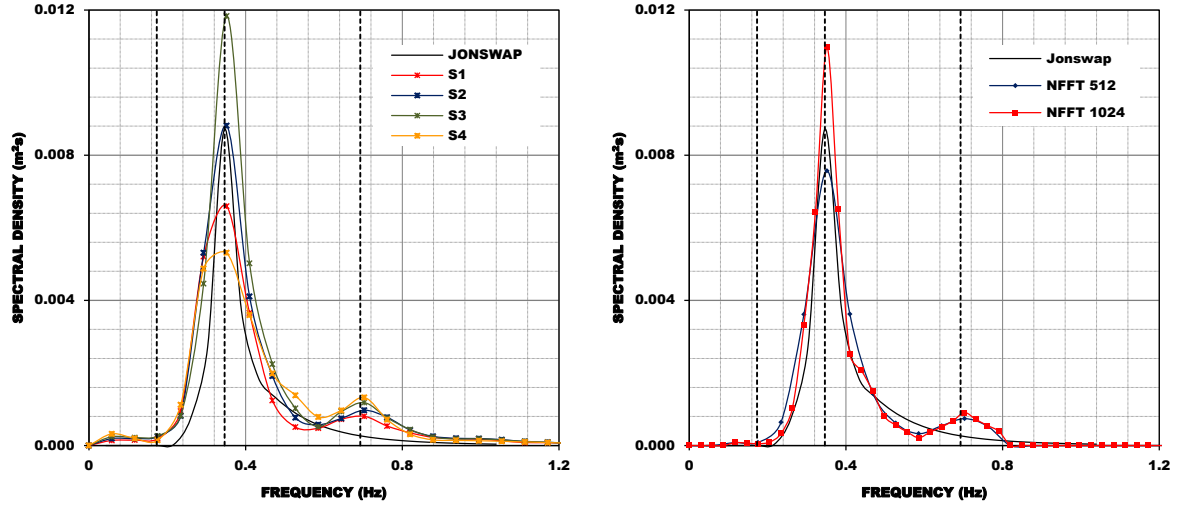 SPECTRAL DENSITY (m²s)
0.012
0.008
0.004
0.000
0
0.4
0.8
1.2
FREQUENCY (Hz)
JONSWAP
S1
S2
S3
S4
SPECTRAL DENSITY (m²s)
0.012
0.008
0.004
0.000
0
0.4
0.8
1.2
FREQUENCY (Hz)
Jonswap
NFFT 512
NFFT 1024